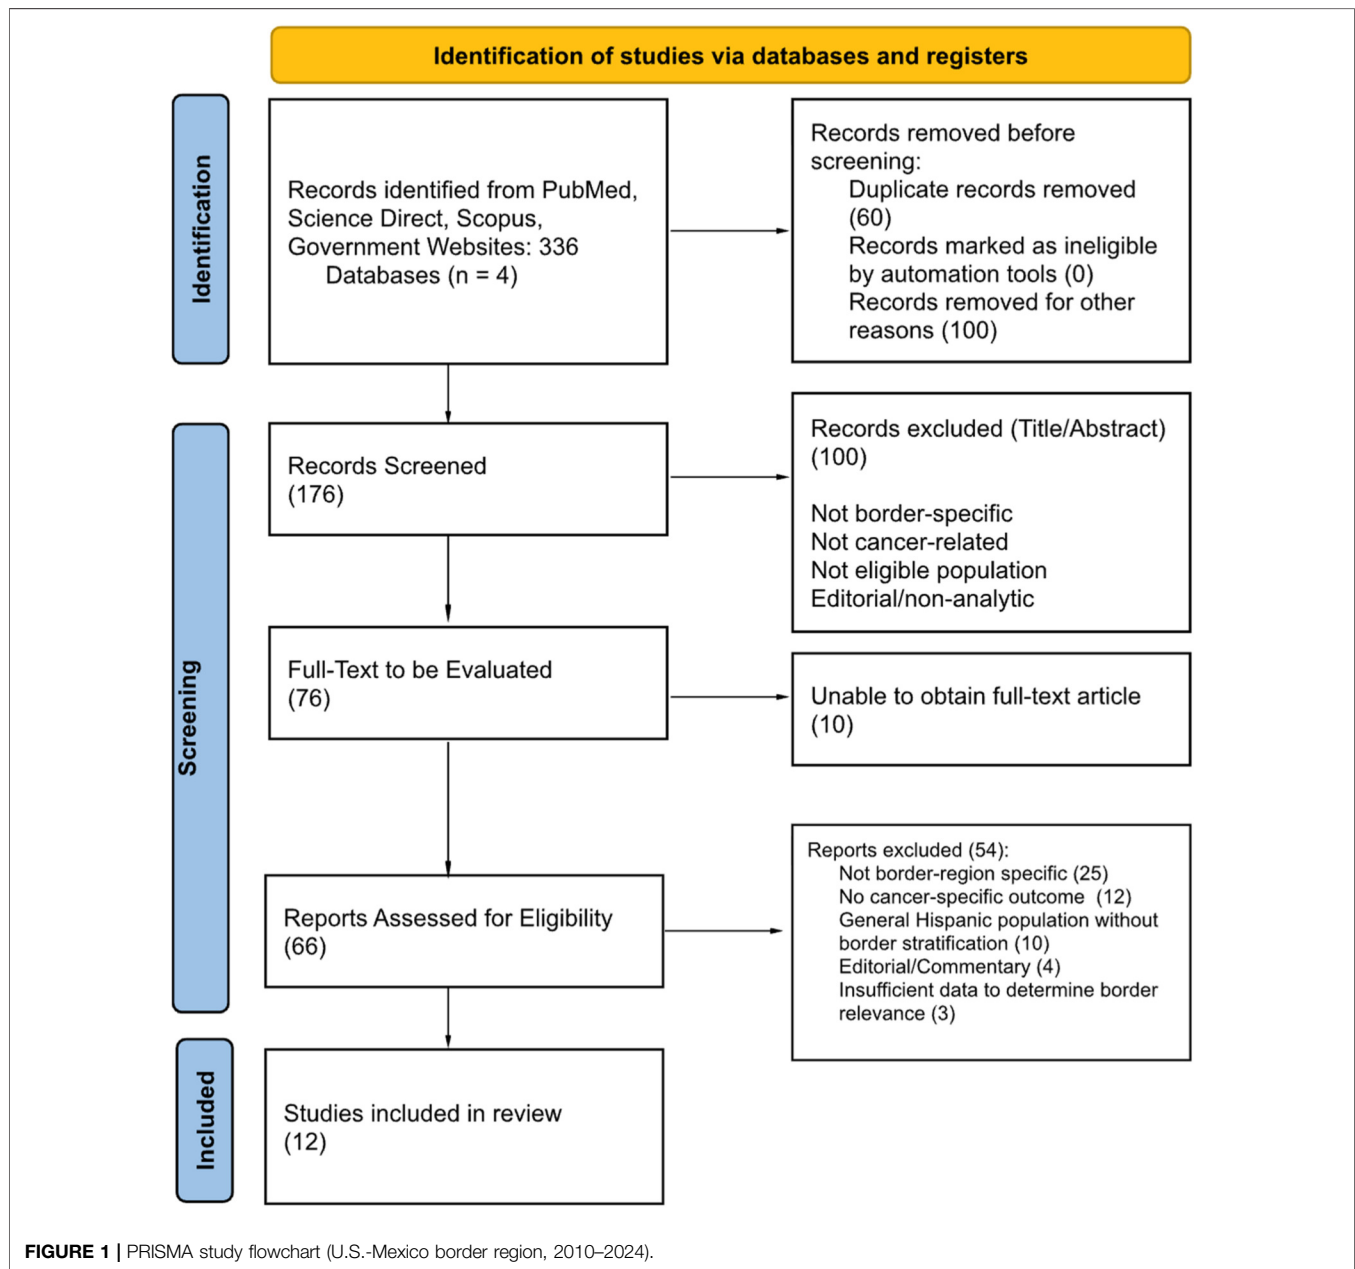 Identification of studies via databases and registers
Identification
Records identified from PubMed,
Science Direct, Scopus,
Government Websites: 336
Databases (n = 4)
Records removed before
screening:
Duplicate records removed
(60)
Records marked as ineligible
by automation tools (0)
Records removed for other
reasons (100)
Screening
Records Screened
(176)
Records excluded (Title/Abstract)
(100)
Not border-specific
Not cancer-related
Not eligible population
Editorial/non-analytic
Full-Text to be Evaluated
(76)
Unable to obtain full-text article
(10)
Reports Assessed for Eligibility
(66)
Reports excluded (54):
Not border-region specific (25)
No cancer-specific outcome (12)
General Hispanic population without
border stratification (10)
Editorial/Commentary (4)
Insufficient data to determine border
relevance (3)
Included
Studies included in review
(12)
FIGURE 1 | PRISMA study flowchart (U.S.-Mexico border region, 2010–2024).